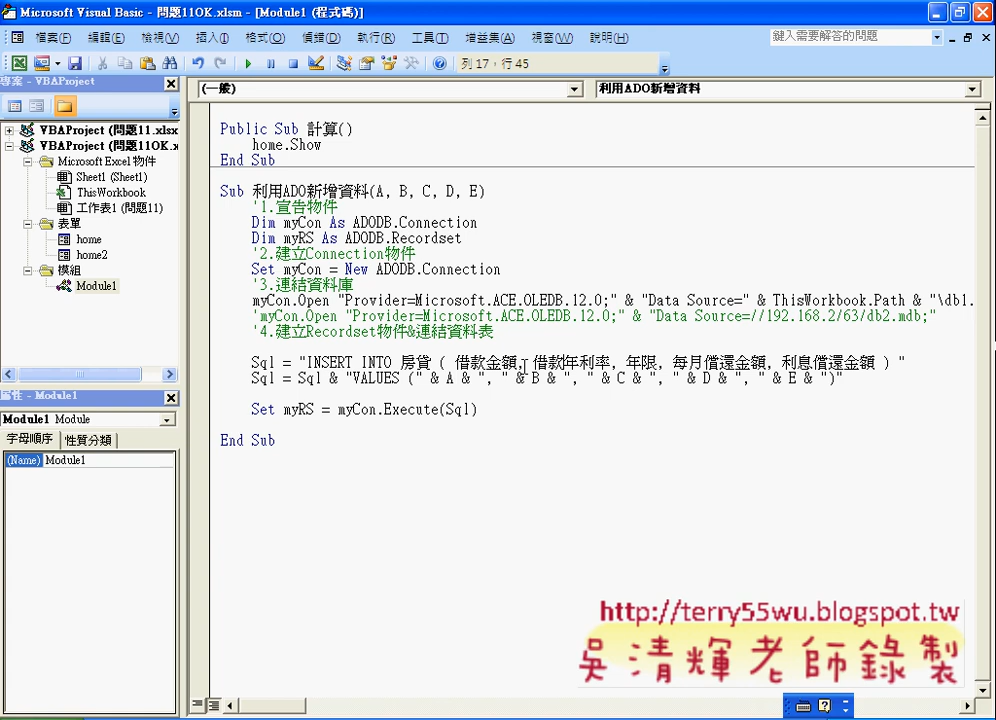 Microsoft Visual Basic - 問題11OK.xlsm - [Module1 (程式碼)]
檔案(F) 編輯(E) 檢視(V) 插入(I) 格式(O) 偵錯(D) 執行(R) 工具(T) 增益集(A) 視窗(W) 說明(H) 鍵入需要解答的問題
列 17，行 45
專案 - VBAProject
(一般) 利用ADO新增資料
VBAProject (問題11.xlsx
VBAProject (問題11OK.x
Microsoft Excel 物件
Sheet1 (Sheet1)
ThisWorkbook
工作表1 (問題11)
表單
home
home2
模組
Module1
屬性 - Module1
Module1 Module
字母順序 性質分類
(Name) Module1
Public Sub 計算()
home.Show
End Sub
Sub 利用ADO新增資料(A, B, C, D, E)
'1.宣告物件
Dim myCon As ADODB.Connection
Dim myRS As ADODB.Recordset
'2.建立Connection物件
Set myCon = New ADODB.Connection
'3.連結資料庫
myCon.Open "Provider=Microsoft.ACE.OLEDB.12.0;" & "Data Source=" & ThisWorkbook.Path & "\db1.
'myCon.Open "Provider=Microsoft.ACE.OLEDB.12.0;" & "Data Source=//192.168.2/63/db2.mdb;"
'4.建立Recordset物件&連結資料表
Sql = "INSERT INTO 房貸 ( 借款金額, 借款年利率, 年限, 每月償還金額, 利息償還金額 ) "
Sql = Sql & "VALUES (" & A & ", " & B & ", " & C & ", " & D & ", " & E & ")"
Set myRS = myCon.Execute(Sql)
End Sub
http://terry55wu.blogspot.tw
吳清輝老師錄製